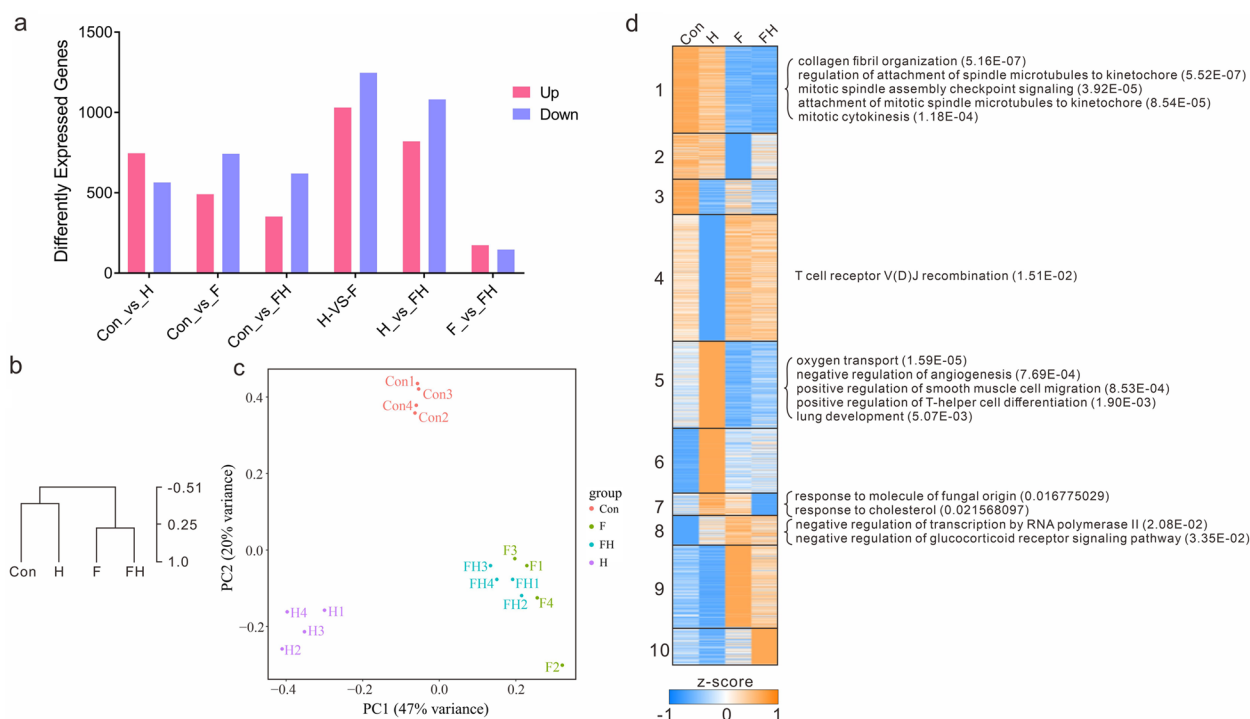 a
1500
1000
500
0
Differently Expressed Genes
Up
Down
Con_vs_H
Con_vs_F
Con_vs_FH
H-VS-F
H_vs_FH
F_vs_FH
b
-0.51
0.25
1.0
Con H F FH
c
0.4
0.2
0.0
−0.2
PC2 (20% variance)
Con1
Con3
Con4
Con2
F3
F1
FH3
FH4
FH1
FH2
F4
F2
H4
H1
H3
H2
−0.4 −0.2 0.0 0.2
PC1 (47% variance)
group
Con
F
FH
H
d
Con H F FH
1
collagen fibril organization (5.16E-07)
regulation of attachment of spindle microtubules to kinetochore (5.52E-07)
mitotic spindle assembly checkpoint signaling (3.92E-05)
attachment of mitotic spindle microtubules to kinetochore (8.54E-05)
mitotic cytokinesis (1.18E-04)
2
3
4
T cell receptor V(D)J recombination (1.51E-02)
5
oxygen transport (1.59E-05)
negative regulation of angiogenesis (7.69E-04)
positive regulation of smooth muscle cell migration (8.53E-04)
positive regulation of T-helper cell differentiation (1.90E-03)
lung development (5.07E-03)
6
7
response to molecule of fungal origin (0.016775029)
response to cholesterol (0.021568097)
8
negative regulation of transcription by RNA polymerase II (2.08E-02)
negative regulation of glucocorticoid receptor signaling pathway (3.35E-02)
9
10
z-score
-1 0 1